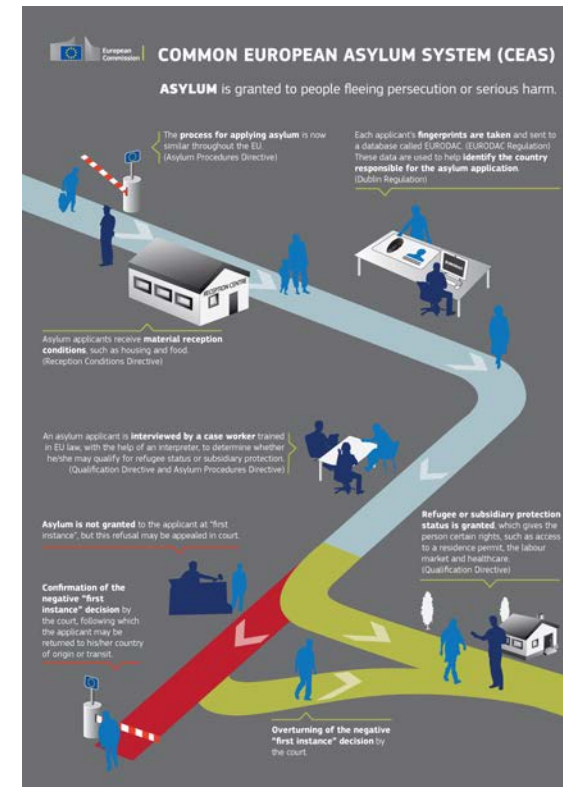 European
Commission
COMMON EUROPEAN ASYLUM SYSTEM (CEAS)
ASYLUM is granted to people fleeing persecution or serious harm.
The process for applying asylum is now
similar throughout the EU.
(Asylum Procedures Directive)
Each applicant's fingerprints are taken and sent to
a database called EURODAC. (EURODAC Regulation)
These data are used to help identify the country
responsible for the asylum application
(Dublin Regulation)
RECEPTION CENTRE
Asylum applicants receive material reception
conditions, such as housing and food.
(Reception Conditions Directive)
An asylum applicant is interviewed by a case worker trained
in EU law, with the help of an interpreter, to determine whether
he/she may qualify for refugee status or subsidiary protection.
(Qualification Directive and Asylum Procedures Directive)
Asylum is not granted to the applicant at "first
instance", but this refusal may be appealed in court.
Refugee or subsidiary protection
status is granted, which gives the
person certain rights, such as access
to a residence permit, the labour
market and healthcare.
(Qualification Directive)
Confirmation of the
negative "first
instance" decision by
the court, following which
the applicant may be
returned to his/her country
of origin or transit.
Overturning of the negative
"first instance" decision by
the court.